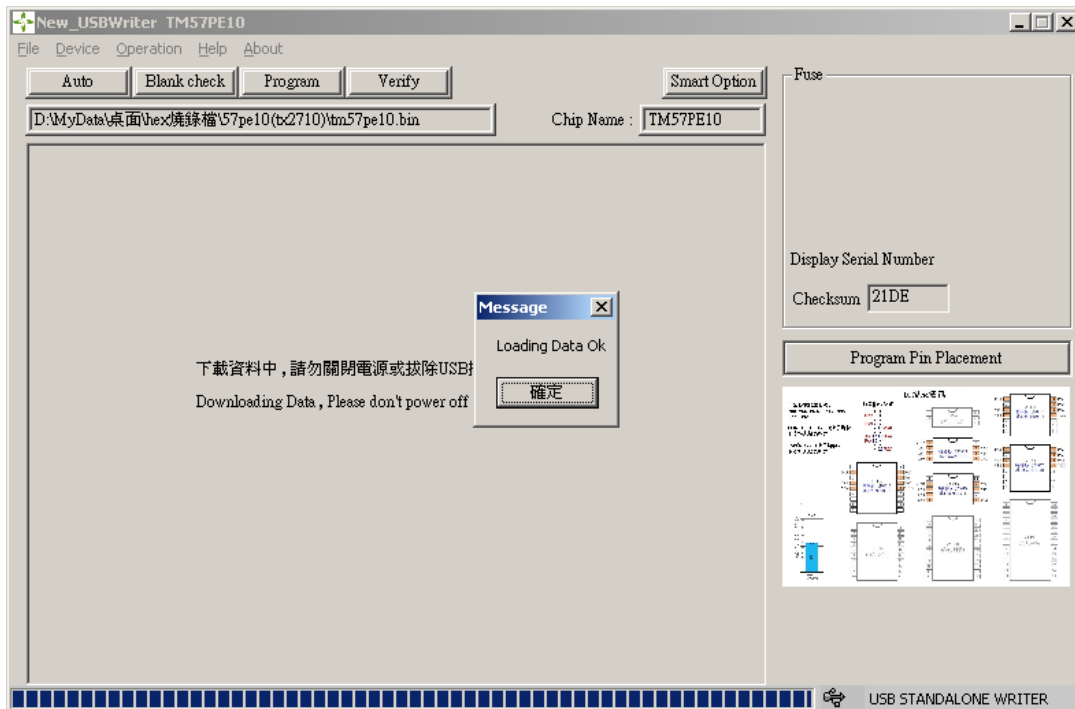 New_USBWriter TM57PE10
File Device Operation Help About
Auto Blank check Program Verify Smart Option
D:\MyData\桌面\hex燒錄檔\57pe10(tx2710)\tm57pe10.bin Chip Name : TM57PE10
Fuse
Display Serial Number
Checksum 21DE
Program Pin Placement
Message
Loading Data Ok
確定
下載資料中 , 請勿關閉電源或拔除USB
Downloading Data , Please don't power off
USB STANDALONE WRITER